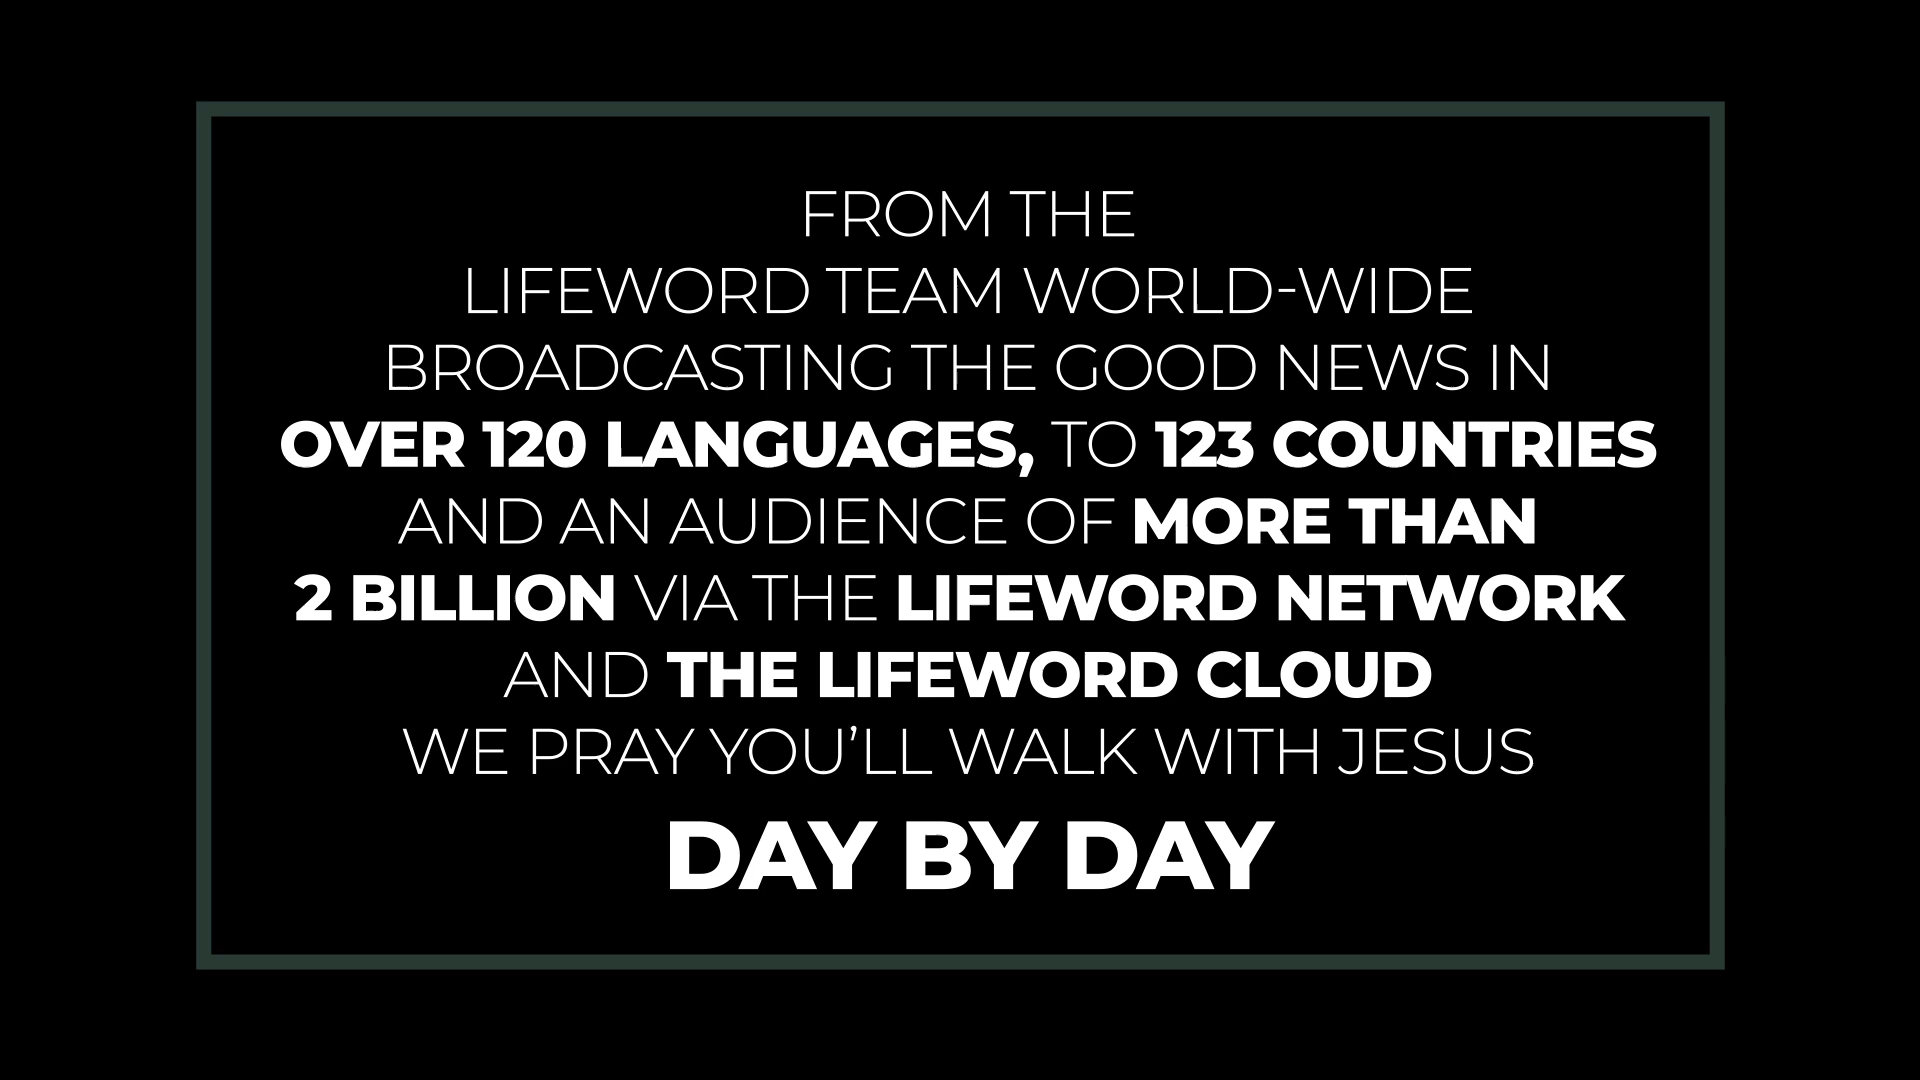 FROM THE
LIFEWORD TEAM WORLD-WIDE
BROADCASTING THE GOOD NEWS IN
OVER 120 LANGUAGES, TO 123 COUNTRIES
AND AN AUDIENCE OF MORE THAN
2 BILLION VIA THE LIFEWORD NETWORK
AND THE LIFEWORD CLOUD
WE PRAY YOU’LL WALK WITH JESUS
DAY BY DAY